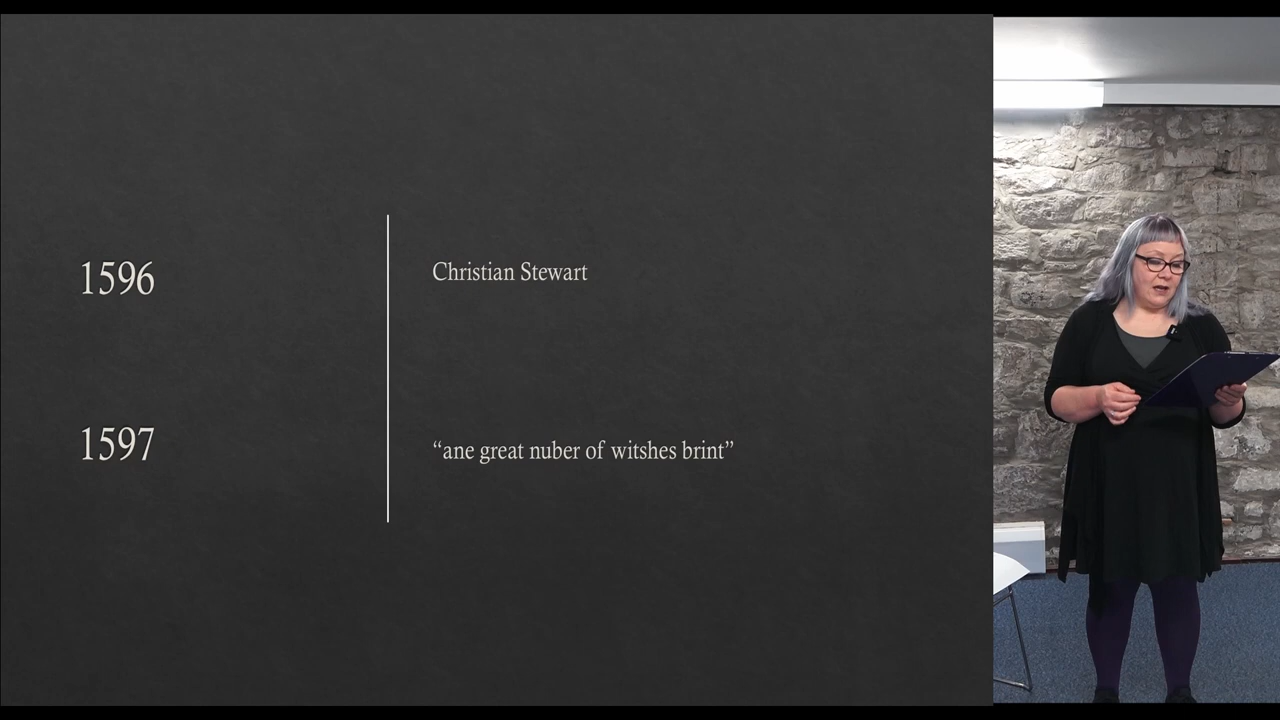 1596
Christian Stewart
1597
“ane great nuber of witshes brint”